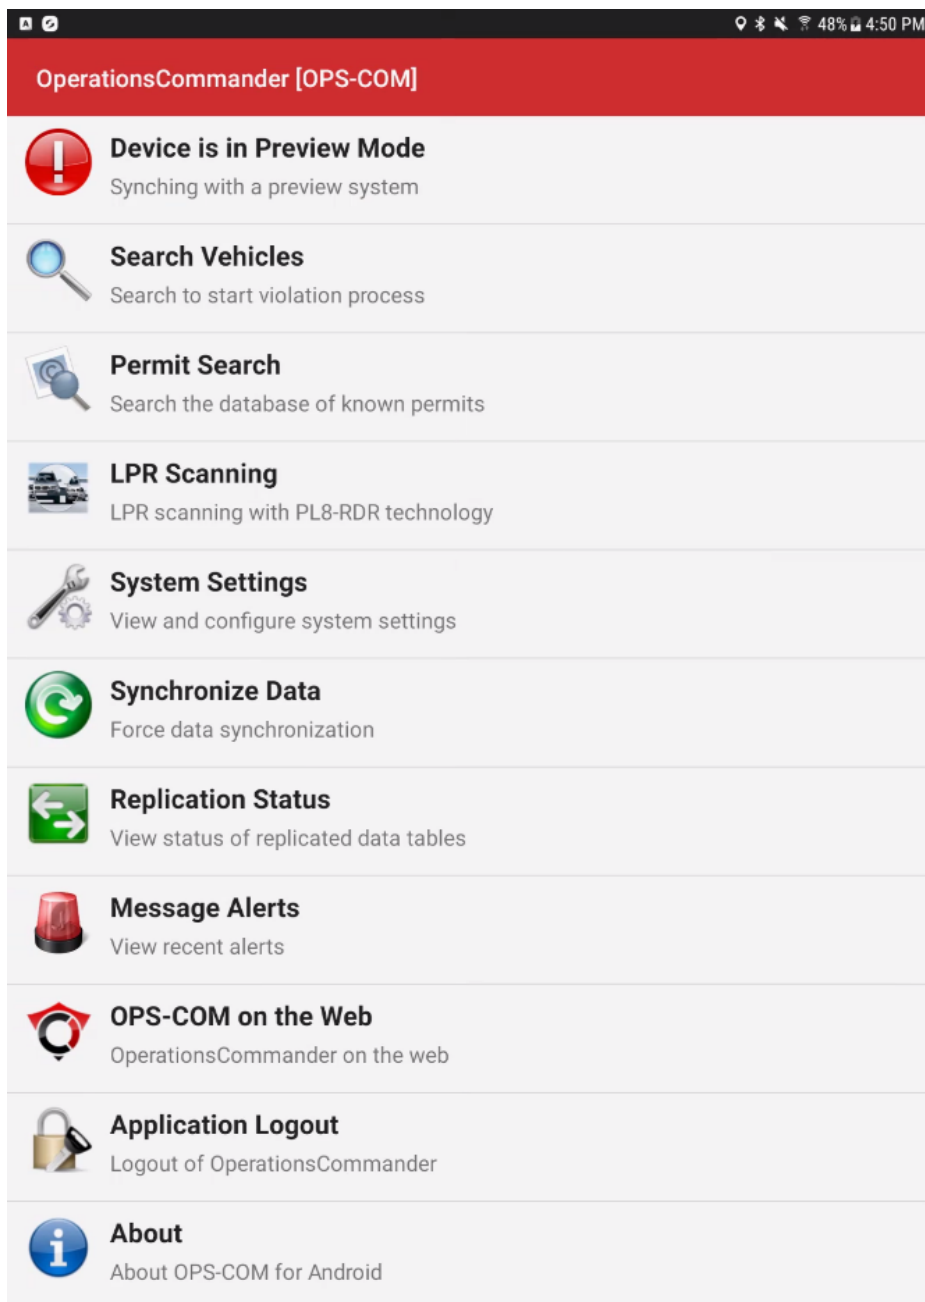 48% 4:50 PM
OperationsCommander [OPS-COM]
Device is in Preview Mode
Synching with a preview system
Search Vehicles
Search to start violation process
Permit Search
Search the database of known permits
LPR Scanning
LPR scanning with PL8-RDR technology
System Settings
View and configure system settings
Synchronize Data
Force data synchronization
Replication Status
View status of replicated data tables
Message Alerts
View recent alerts
OPS-COM on the Web
OperationsCommander on the web
Application Logout
Logout of OperationsCommander
About
About OPS-COM for Android